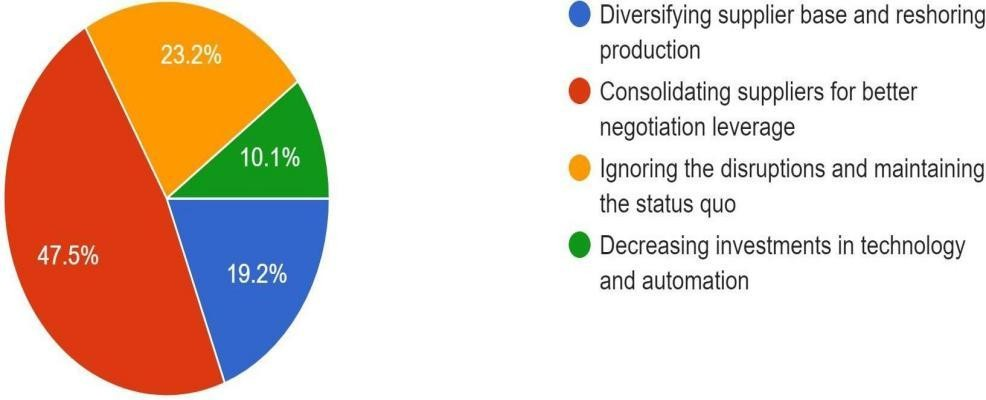 23.2%
10.1%
47.5%
19.2%
Diversifying supplier base and reshoring
production
Consolidating suppliers for better
negotiation leverage
Ignoring the disruptions and maintaining
the status quo
Decreasing investments in technology
and automation